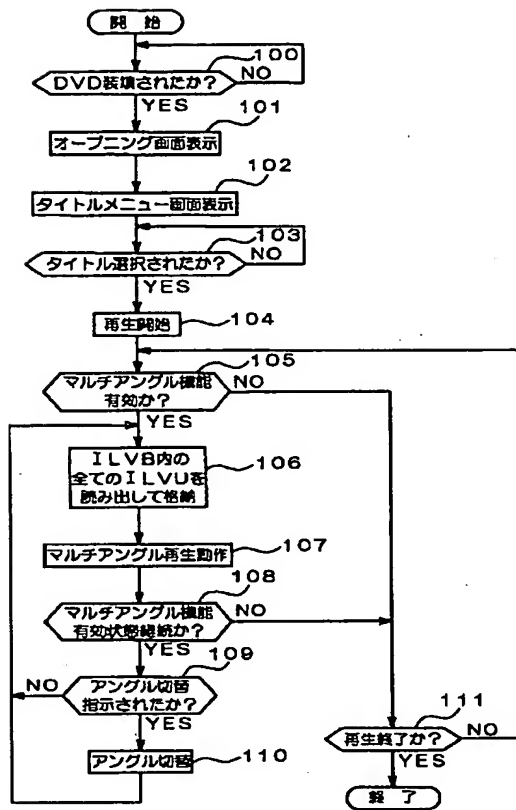 開 始
100
DVD装填されたか?
NO
YES
101
オープニング画面表示
102
タイトルメニュー画面表示
103
タイトル選択されたか?
NO
YES
再生開始
104
105
マルチアングル機能
有効か?
NO
YES
ILVB内の
全てのILVUを
読み出して格納
106
マルチアングル再生動作
107
108
マルチアングル機能
有効状態継続か?
NO
YES
109
アングル切替
指示されたか?
NO
YES
アングル切替
110
111
再生終了か?
NO
YES
終 了